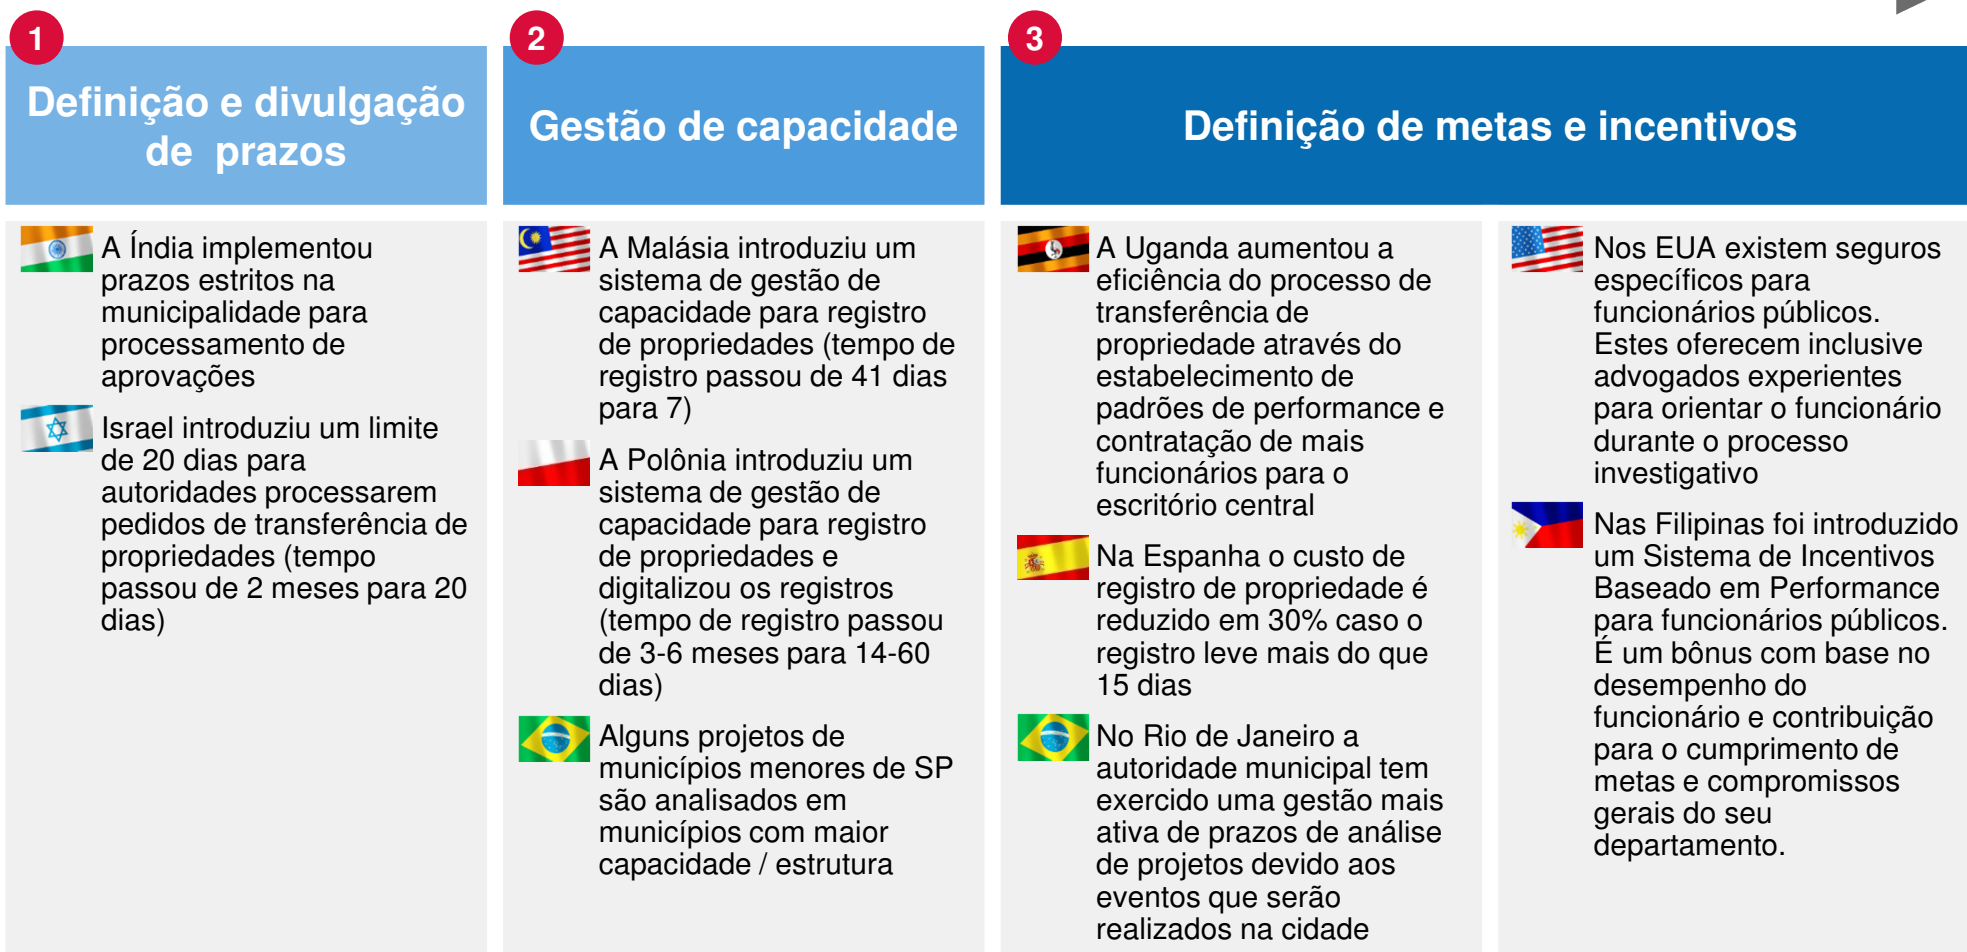 1
Definição e divulgação
de prazos
A Índia implementou
prazos estritos na
municipalidade para
processamento de
aprovações
Israel introduziu um limite
de 20 dias para
autoridades processarem
pedidos de transferência de
propriedades (tempo
passou de 2 meses para 20
dias)
2
Gestão de capacidade
A Malásia introduziu um
sistema de gestão de
capacidade para registro
de propriedades (tempo de
registro passou de 41 dias
para 7)
A Polônia introduziu um
sistema de gestão de
capacidade para registro
de propriedades e
digitalizou os registros
(tempo de registro passou
de 3-6 meses para 14-60
dias)
Alguns projetos de
municípios menores de SP
são analisados em
municípios com maior
capacidade / estrutura
3
Definição de metas e incentivos
A Uganda aumentou a
eficiência do processo de
transferência de
propriedade através do
estabelecimento de
padrões de performance e
contratação de mais
funcionários para o
escritório central
Na Espanha o custo de
registro de propriedade é
reduzido em 30% caso o
registro leve mais do que
15 dias
No Rio de Janeiro a
autoridade municipal tem
exercido uma gestão mais
ativa de prazos de análise
de projetos devido aos
eventos que serão
realizados na cidade
Nos EUA existem seguros
específicos para
funcionários públicos.
Estes oferecem inclusive
advogados experientes
para orientar o funcionário
durante o processo
investigativo
Nas Filipinas foi introduzido
um Sistema de Incentivos
Baseado em Performance
para funcionários públicos.
É um bônus com base no
desempenho do
funcionário e contribuição
para o cumprimento de
metas e compromissos
gerais do seu
departamento.